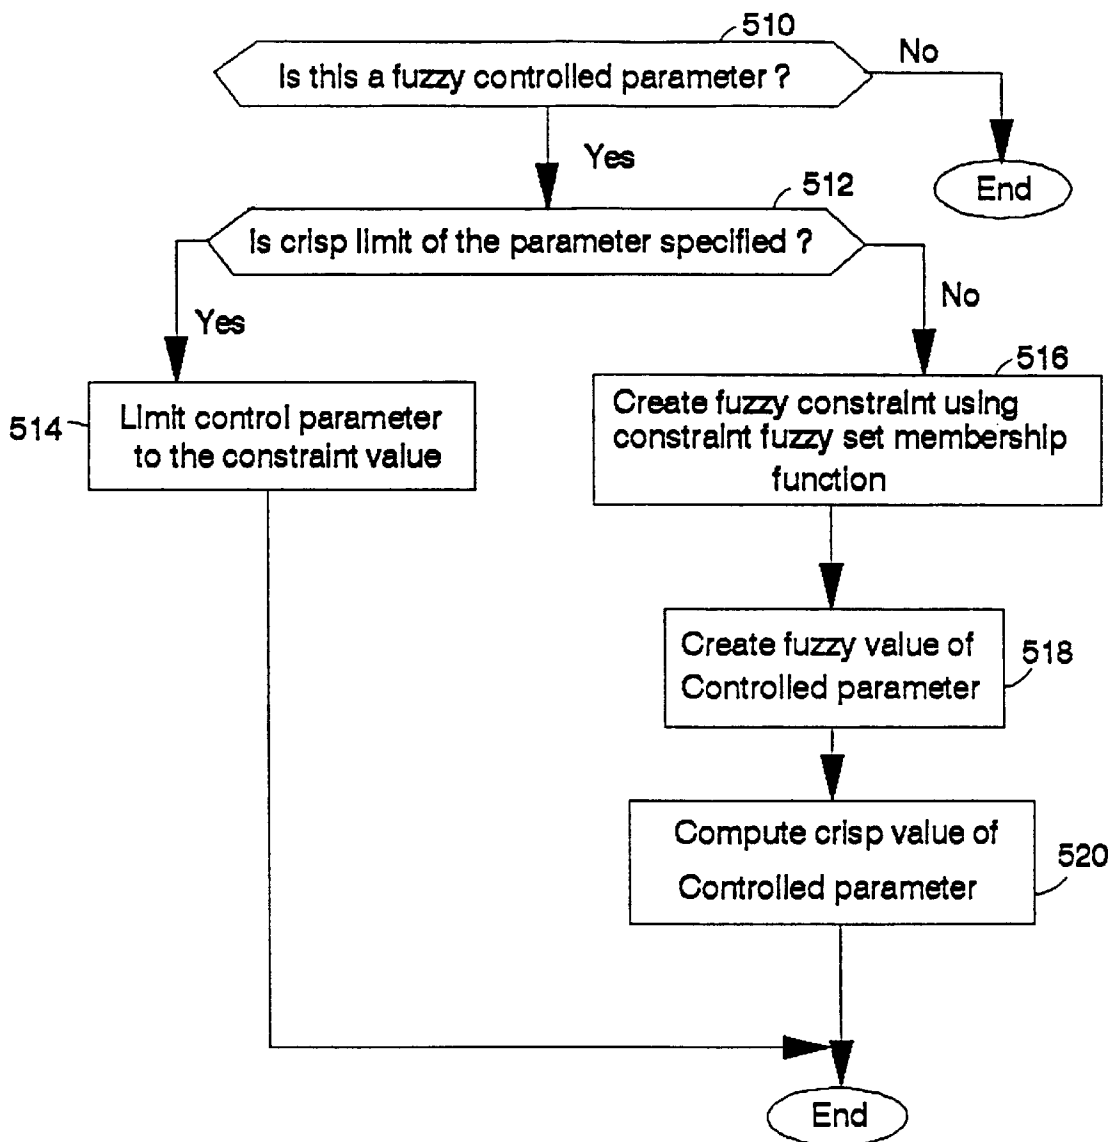 510
Is this a fuzzy controlled parameter ?
No
Yes
End
512
Is crisp limit of the parameter specified ?
Yes
No
516
514
Limit control parameter
to the constraint value
Create fuzzy constraint using
constraint fuzzy set membership
function
Create fuzzy value of
Controlled parameter
518
Compute crisp value of
Controlled parameter
520
End